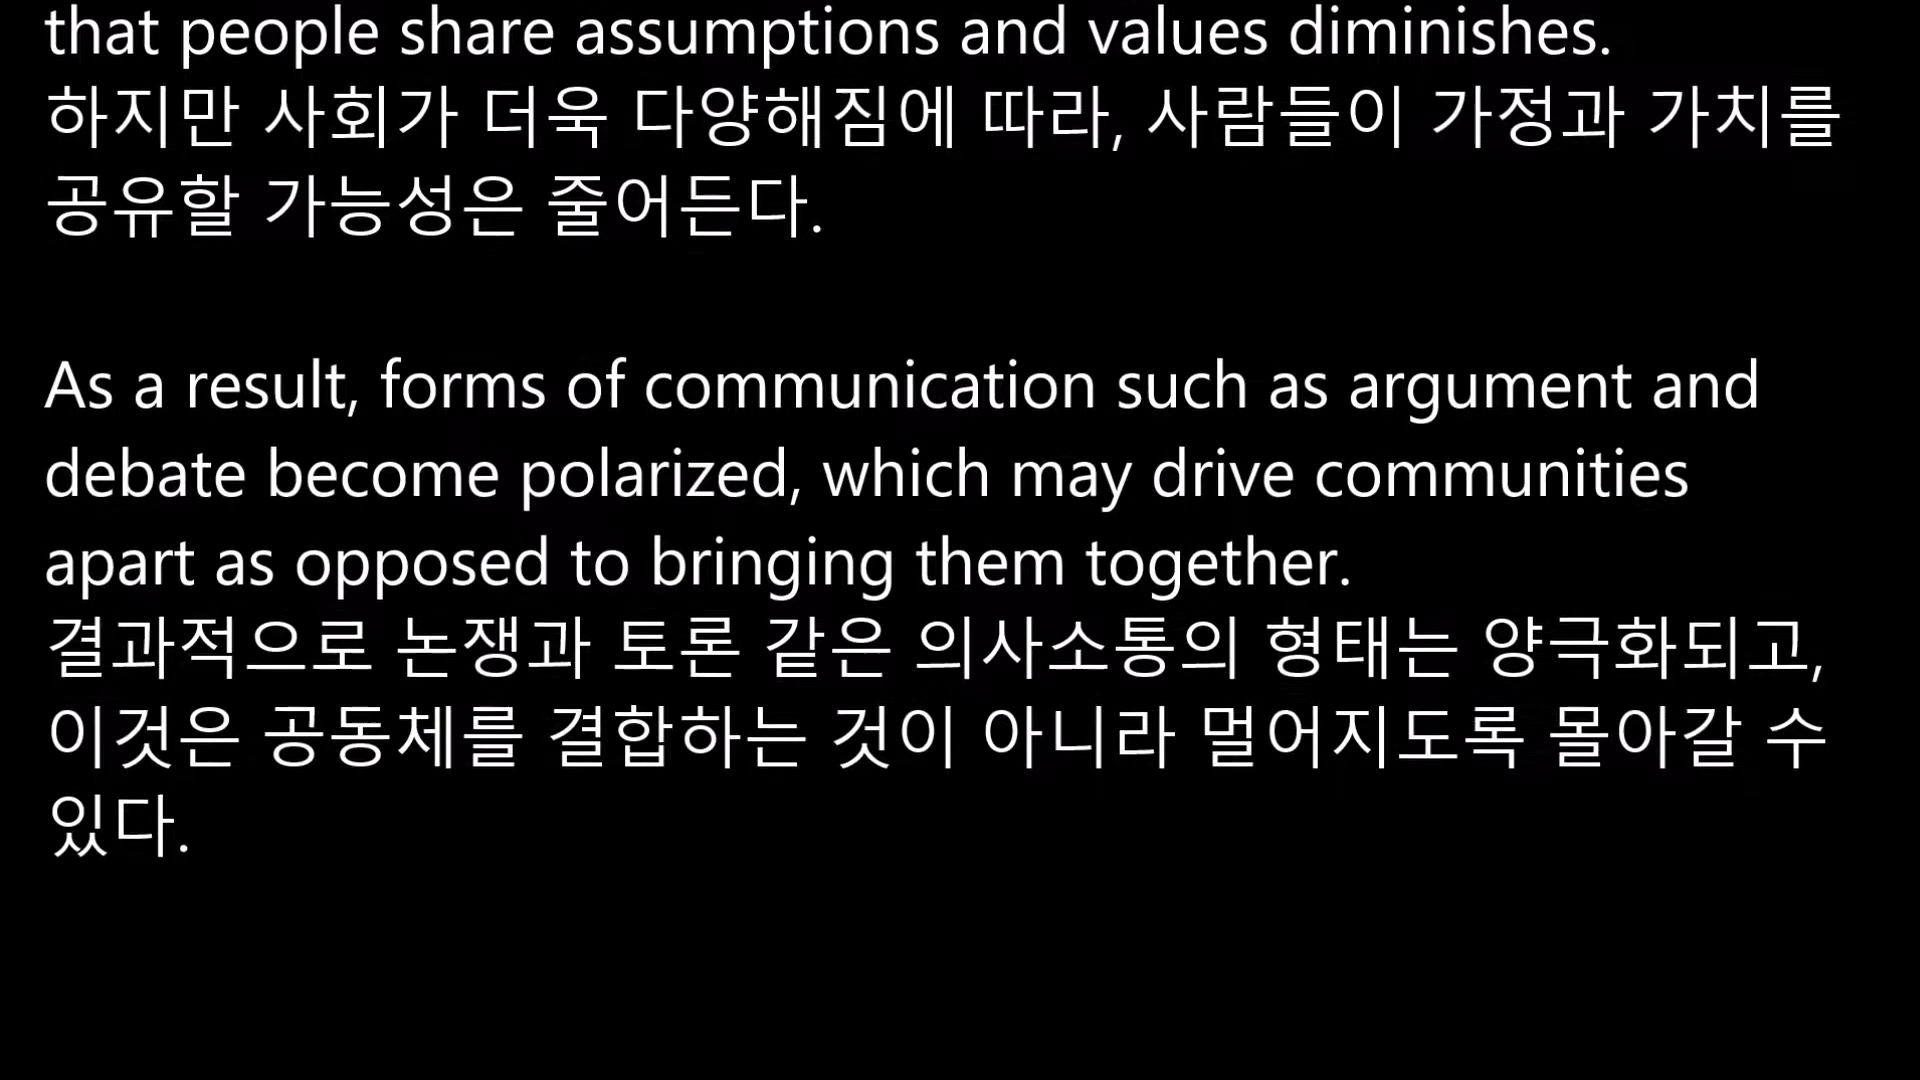 that people share assumptions and values diminishes.
하지만 사회가 더욱 다양해짐에 따라, 사람들이 가정과 가치를
공유할 가능성은 줄어든다.
As a result, forms of communication such as argument and
debate become polarized, which may drive communities
apart as opposed to bringing them together.
결과적으로 논쟁과 토론 같은 의사소통의 형태는 양극화되고,
이것은 공동체를 결합하는 것이 아니라 멀어지도록 몰아갈 수
있다.